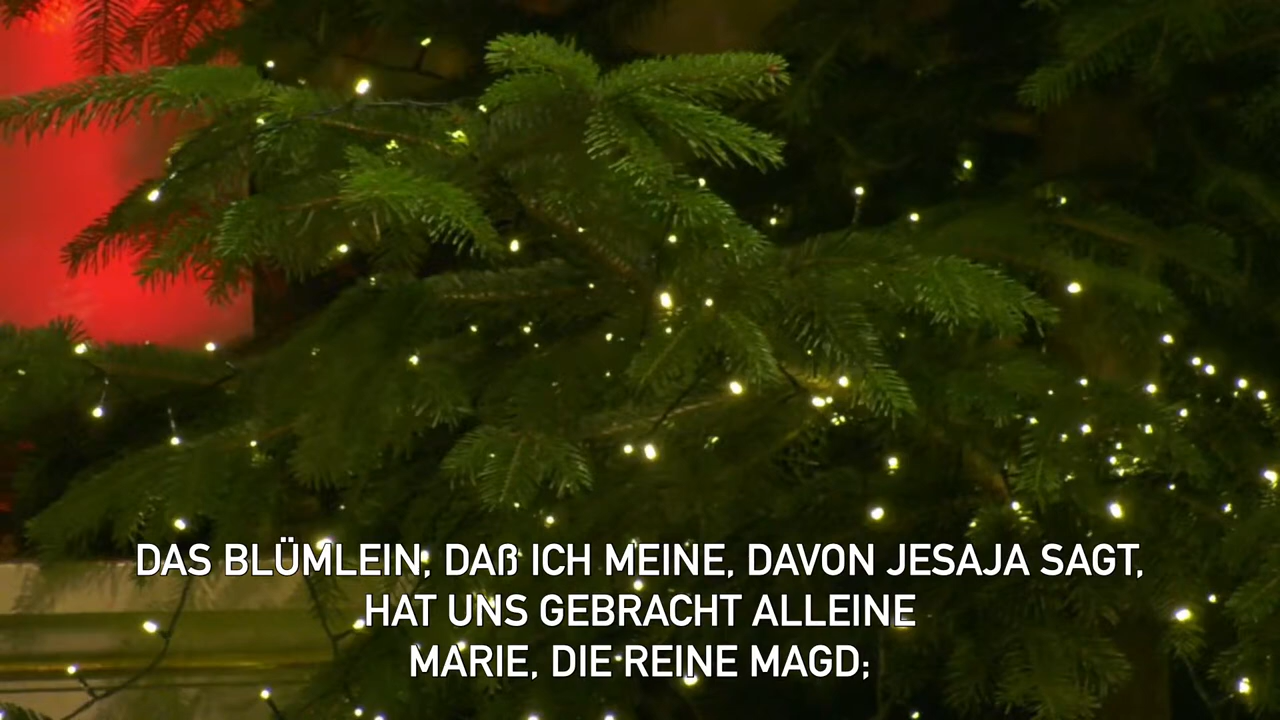 DAS BLÜMLEIN, DAß ICH MEINE, DAVON JESAJA SAGT,
HAT UNS GEBRACHT ALLEINE
MARIE, DIE REINE MAGD;